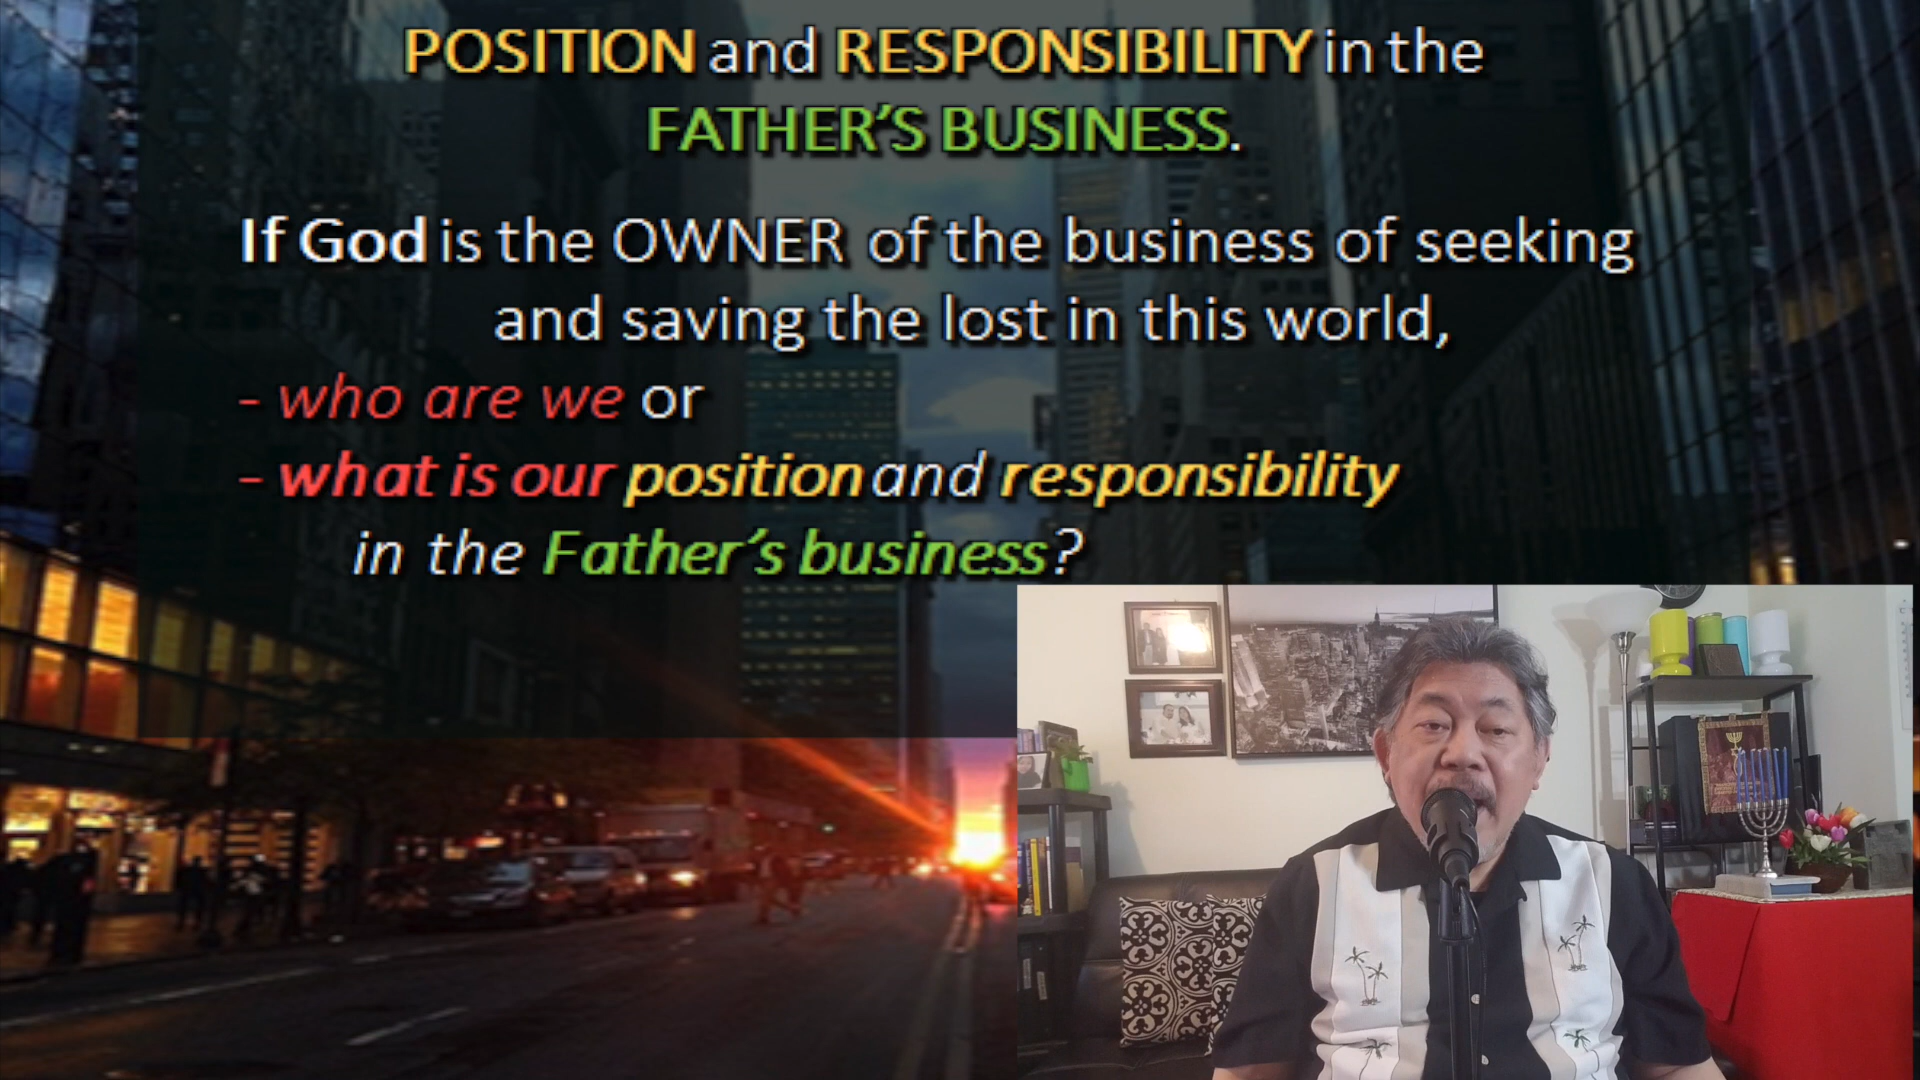 POSITION and RESPONSIBILITY in the
FATHER’S BUSINESS.
If God is the OWNER of the business of seeking
and saving the lost in this world,
- who are we or
- what is our position and responsibility
in the Father’s business?